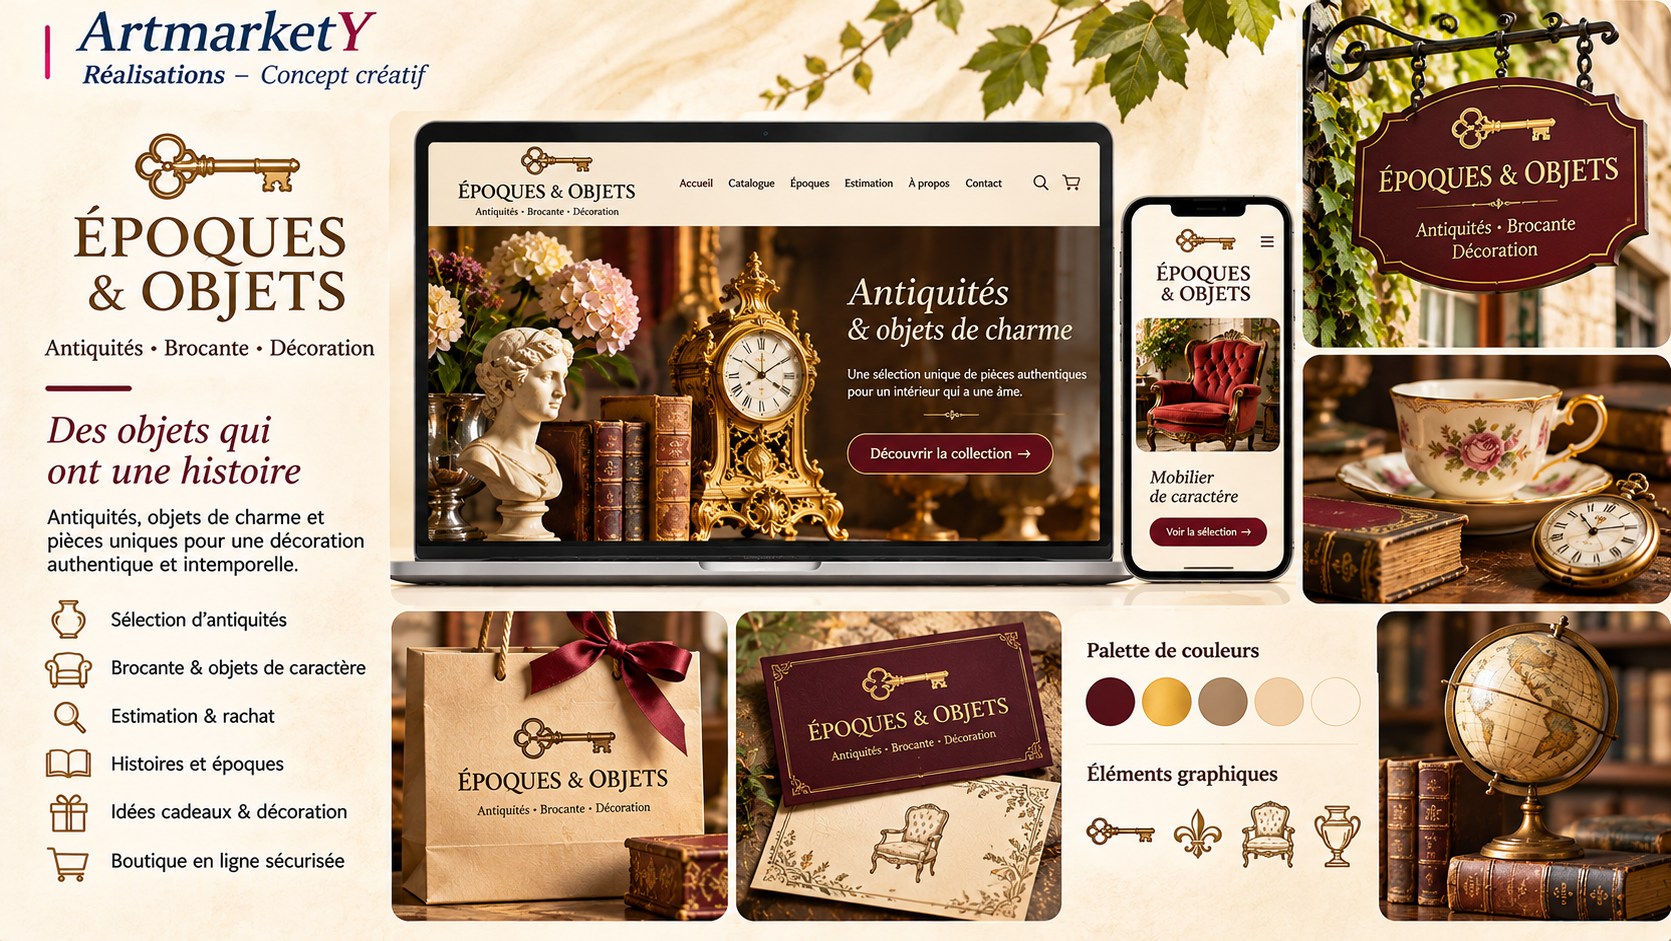 ArtmarketY
Réalisations – Concept créatif
ÉPOQUES
& OBJETS
Antiquités • Brocante • Décoration
Des objets qui
ont une histoire
Antiquités, objets de charme et
pièces uniques pour une décoration
authentique et intemporelle.
Sélection d'antiquités
Brocante & objets de caractère
Estimation & rachat
Histoires et époques
Idées cadeaux & décoration
Boutique en ligne sécurisée
ÉPOQUES & OBJETS
Antiquités • Brocante • Décoration
Accueil Catalogue Époques Estimation À propos Contact
Antiquités
& objets de charme
Une sélection unique de pièces authentiques
pour un intérieur qui a une âme.
Découvrir la collection →
ÉPOQUES
& OBJETS
Mobilier
de caractére
Voir la sélection →
ÉPOQUES & OBJETS
Antiquités • Brocante
Décoration
ÉPOQUES & OBJETS
Antiquités • Brocante • Décoration
ÉPOQUES & OBJETS
Antiquités • Brocante • Décoration
Palette de couleurs
Éléments graphiques